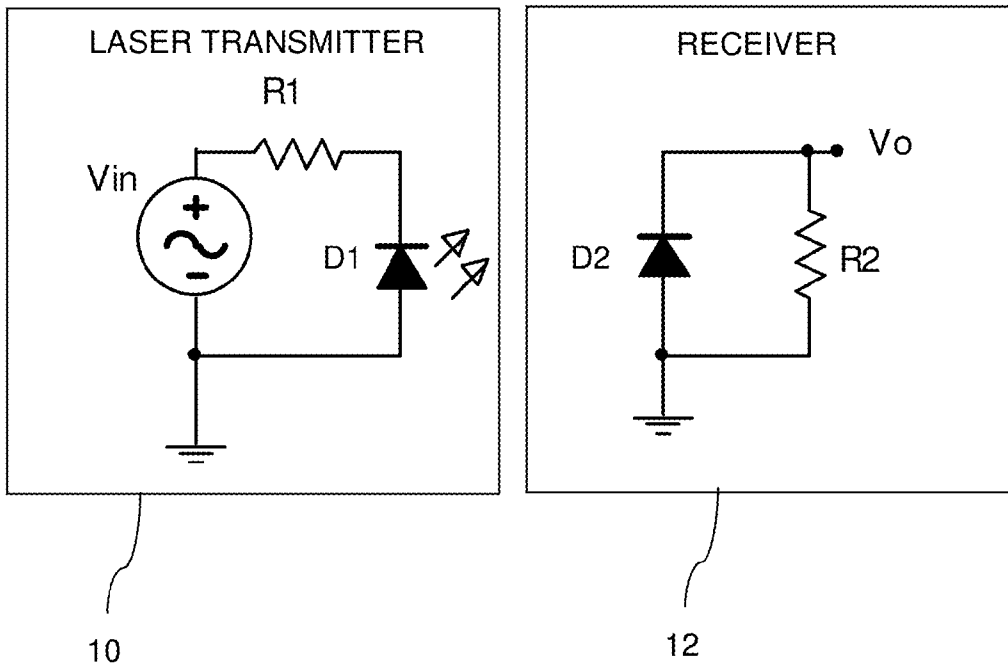 LASER TRANSMITTER
R1
Vin
+
-
D1
10
RECEIVER
Vo
D2
R2
12